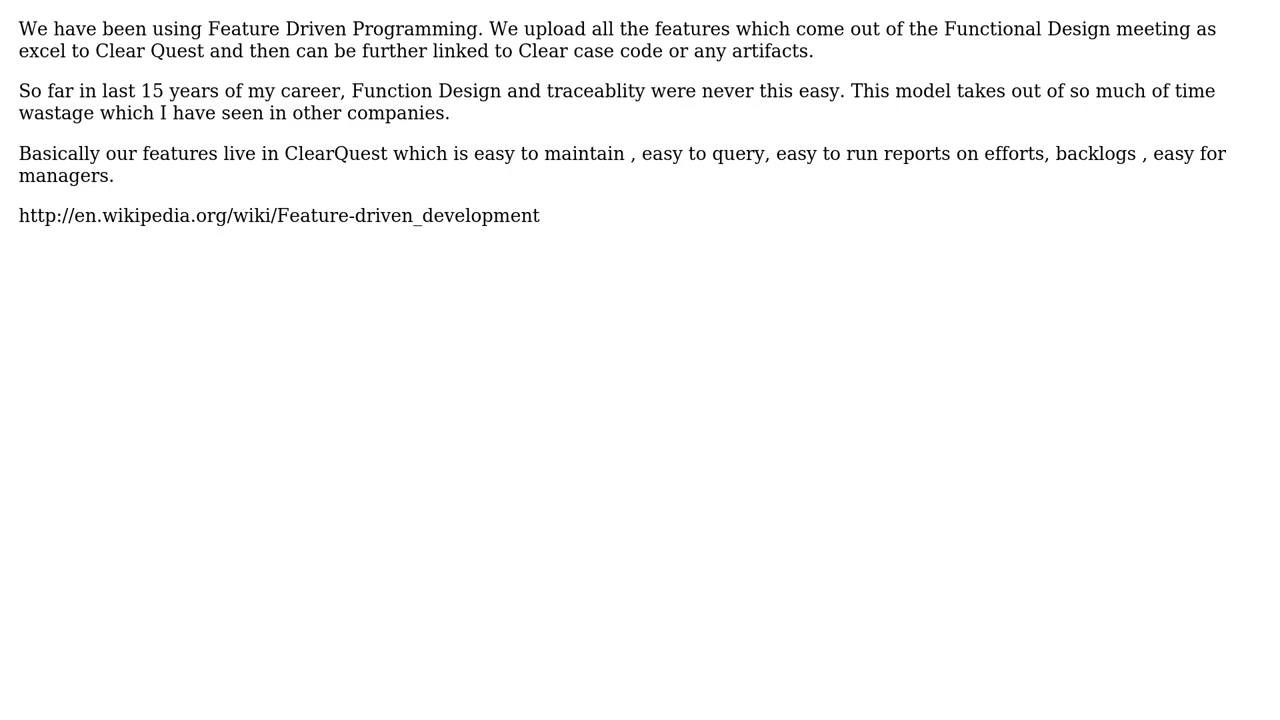 We have been using Feature Driven Programming. We upload all the features which come out of the Functional Design meeting as
excel to Clear Quest and then can be further linked to Clear case code or any artifacts.
So far in last 15 years of my career, Function Design and traceablity were never this easy. This model takes out of so much of time
wastage which I have seen in other companies.
Basically our features live in ClearQuest which is easy to maintain , easy to query, easy to run reports on efforts, backlogs , easy for
managers.
http://en.wikipedia.org/wiki/Feature-driven_development